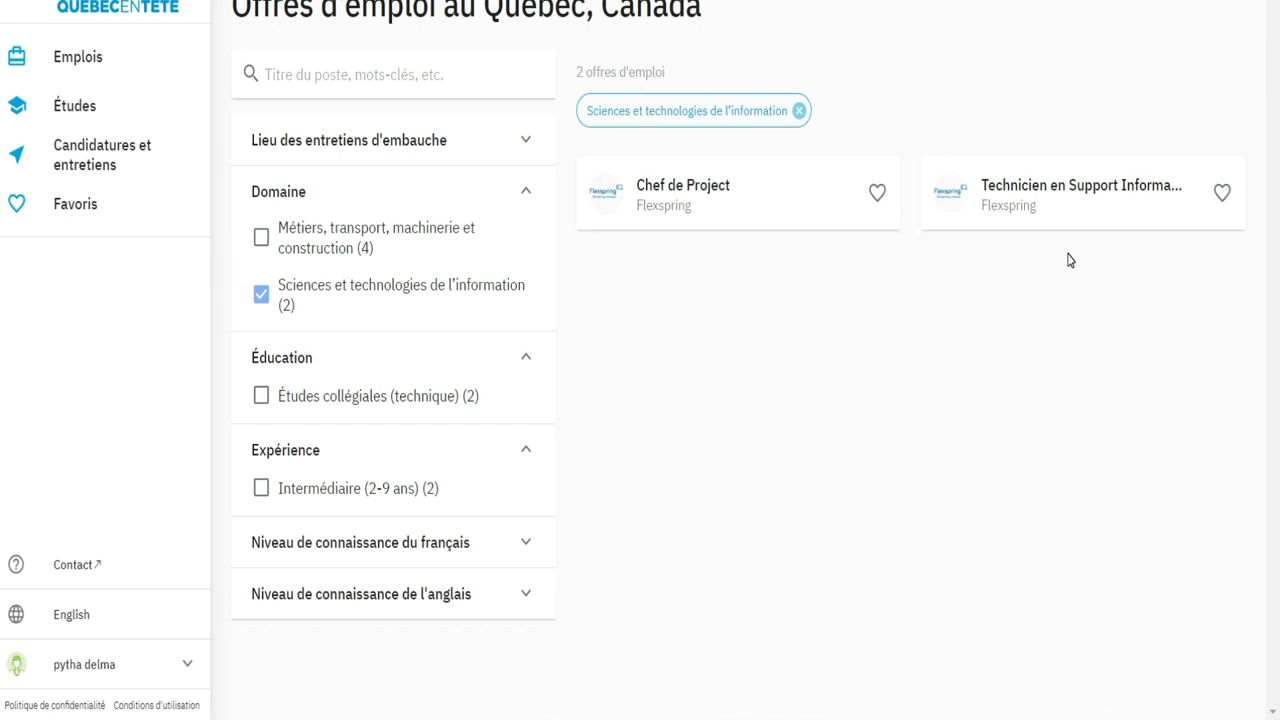 QUÉBECENTÊTE
Emplois
Études
Candidatures et
entretiens
Favoris
Contact
English
pytha delma
Politique de confidentialité Conditions d'utilisation
Offres d'emploi au Québec, Canada
Titre du poste, mots-clés, etc.
Lieu des entretiens d'embauche
Domaine
Métiers, transport, machinerie et
construction (4)
Sciences et technologies de l'information
(2)
Éducation
Études collégiales (technique) (2)
Expérience
Intermédiaire (2-9 ans) (2)
Niveau de connaissance du français
Niveau de connaissance de l'anglais
2 offres d'emploi
Sciences et technologies de l'information
Flexspring
Chef de Project
Flexspring
Flexspring
Technicien en Support Informa...
Flexspring